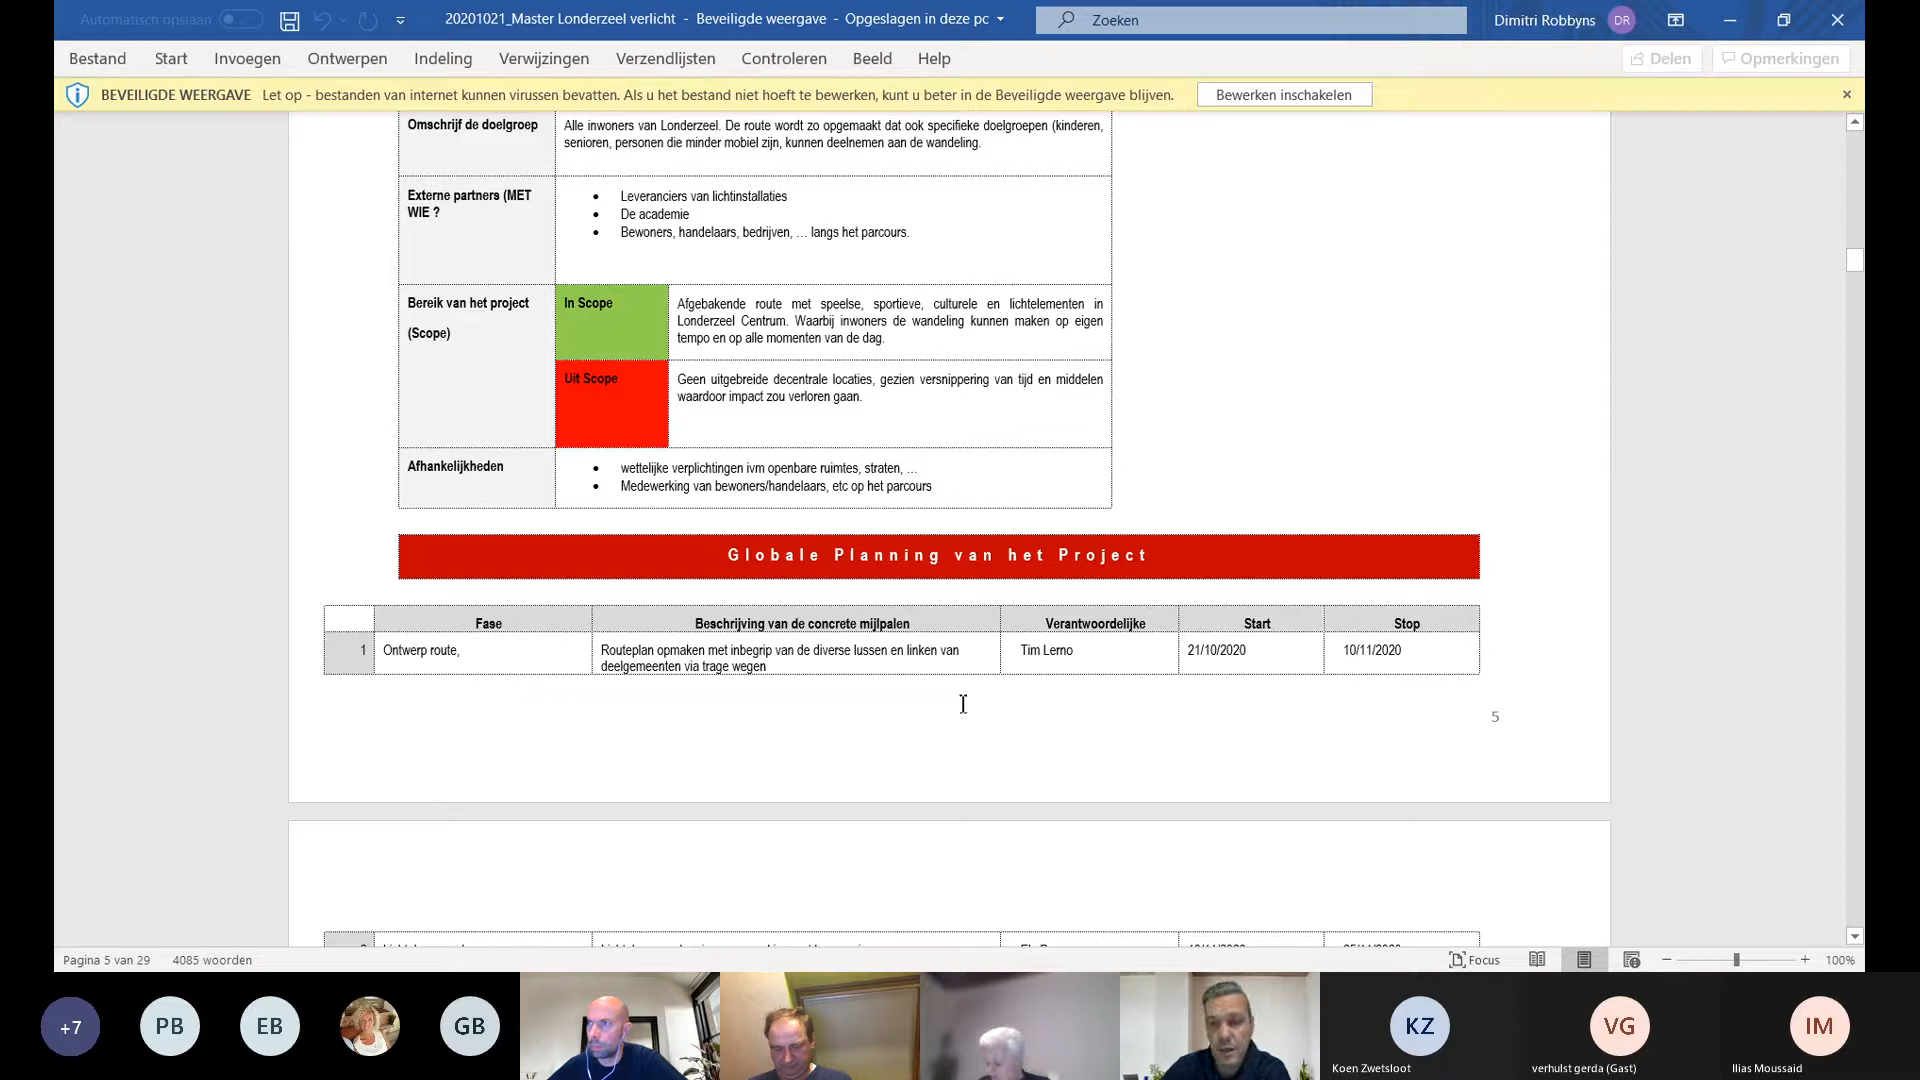 Automatisch opslaan
20201021_Master Londerzeel verlicht - Beveiligde weergave - Opgeslagen in deze pc
Zoeken
Dimitri Robbyns DR
Bestand Start Invoegen Ontwerpen Indeling Verwijzingen Verzendlijsten Controleren Beeld Help
Delen Opmerkingen
BEVEILIGDE WEERGAVE Let op - bestanden van internet kunnen virussen bevatten. Als u het bestand niet hoeft te bewerken, kunt u beter in de Beveiligde weergave blijven. Bewerken inschakelen
Omschrijf de doelgroep
Alle inwoners van Londerzeel. De route wordt zo opgemaakt dat ook specifieke doelgroepen (kinderen,
senioren, personen die minder mobiel zijn, kunnen deelnemen aan de wandeling.
Externe partners (MET
WIE ?
• Leveranciers van lichtinstallaties
• De academie
• Bewoners, handelaars, bedrijven, … langs het parcours.
Bereik van het project
(Scope)
In Scope
Afgebakende route met speelse, sportieve, culturele en lichtelementen in
Londerzeel Centrum. Waarbij inwoners de wandeling kunnen maken op eigen
tempo en op alle momenten van de dag.
Uit Scope
Geen uitgebreide decentrale locaties, gezien versnippering van tijd en middelen
waardoor impact zou verloren gaan.
Afhankelijkheden
• wettelijke verplichtingen ivm openbare ruimtes, straten, …
• Medewerking van bewoners/handelaars, etc op het parcours
Globale Planning van het Project
Fase Beschrijving van de concrete mijlpalen Verantwoordelijke Start Stop
1 Ontwerp route, Routeplan opmaken met inbegrip van de diverse lussen en linken van Tim Lerno 21/10/2020 10/11/2020
deelgemeenten via trage wegen
5
Pagina 5 van 29 4085 woorden
Focus
100%
+7 PB EB GB KZ VG IM
Koen Zwetsloot verhulst gerda (Gast) Ilias Moussaid